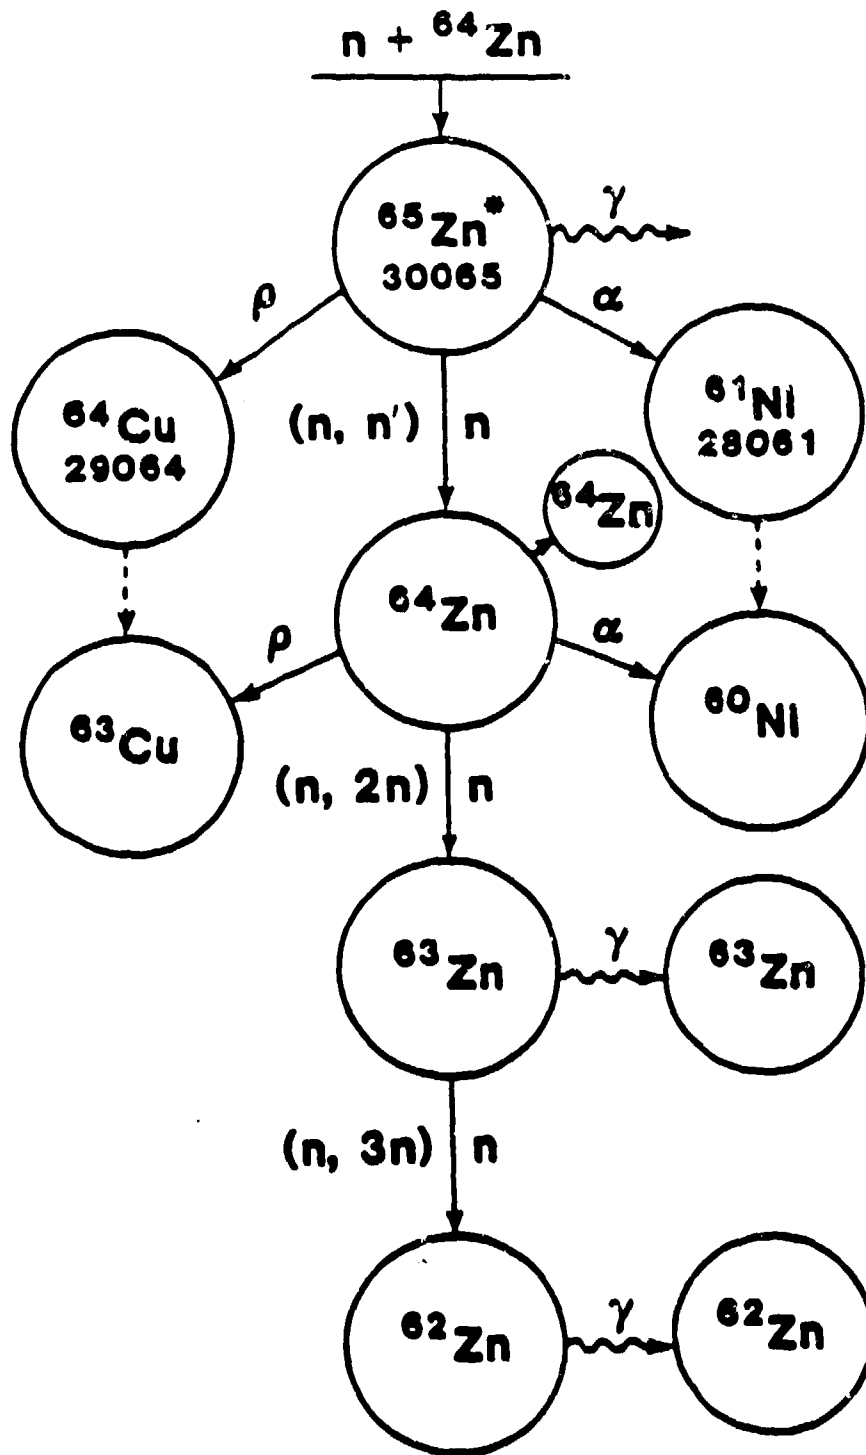 n + ⁶⁴Zn
⁶⁵Zn*
30065
γ
ρ
α
⁶⁴Cu
29064
(n, n′) n
⁶¹Ni
28061
⁶⁴Zn
⁶⁴Zn
ρ
α
⁶³Cu
⁶⁰Ni
(n, 2n) n
⁶³Zn
γ
⁶³Zn
(n, 3n) n
⁶²Zn
γ
⁶²Zn